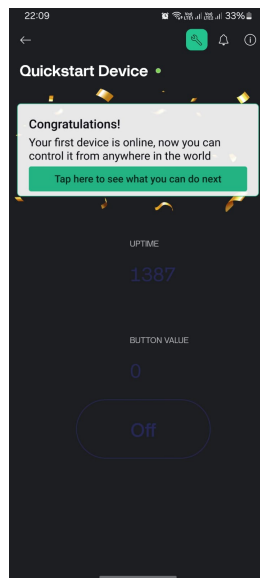 22:09
33%
Quickstart Device
Congratulations!
Your first device is online, now you can
control it from anywhere in the world
Tap here to see what you can do next
UPTIME
1387
BUTTON VALUE
0
Off